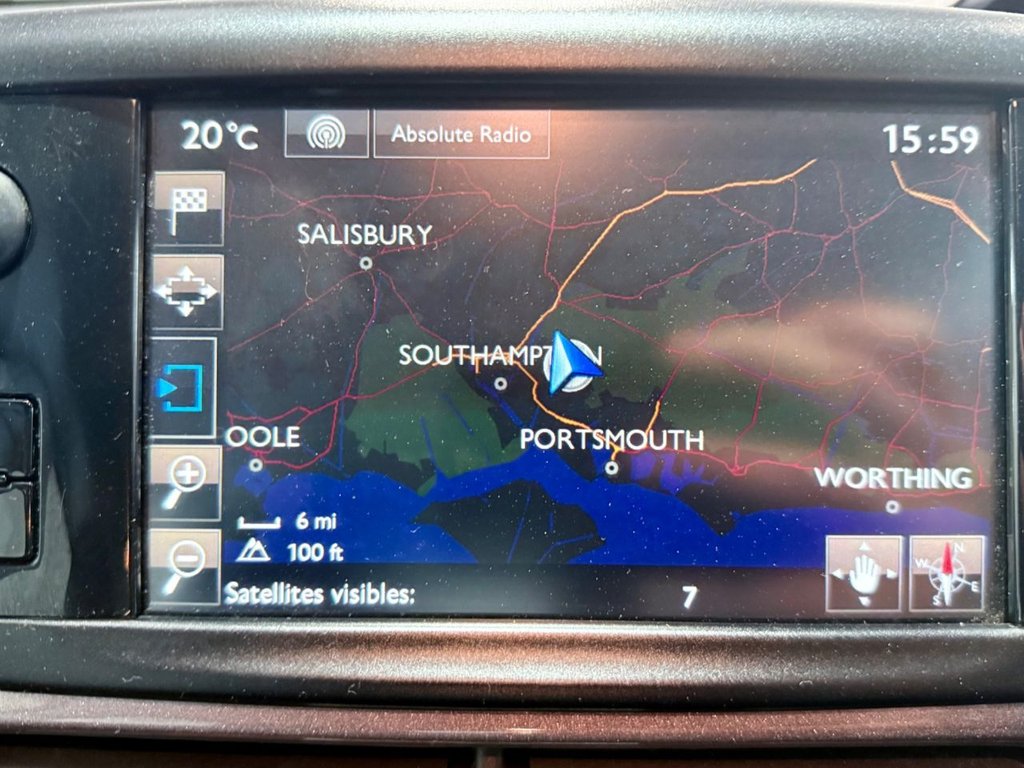 20°C
Absolute Radio
15:59
SALISBURY
SOUTHAMPTON
OOLE
PORTSMOUTH
WORTHING
6 mi
100 ft
Satellites visibles:
7
N
W
E
S